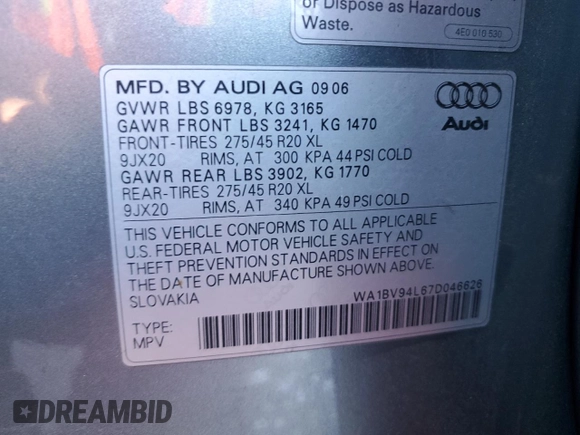 or Dispose as Hazardous
Waste.
4E0 010 530
MFD. BY AUDI AG 09 06
GVWR LBS 6978, KG 3165
GAWR FRONT LBS 3241, KG 1470
FRONT-TIRES 275/45 R20 XL
9JX20 RIMS, AT 300 KPA 44 PSI COLD
GAWR REAR LBS 3902, KG 1770
REAR-TIRES 275/45 R20 XL
9JX20 RIMS, AT 340 KPA 49 PSI COLD
Audi
THIS VEHICLE CONFORMS TO ALL APPLICABLE
U.S. FEDERAL MOTOR VEHICLE SAFETY AND
THEFT PREVENTION STANDARDS IN EFFECT ON
THE DATE OF MANUFACTURE SHOWN ABOVE.
SLOVAKIA
WA1BV94L67D046626
TYPE:
MPV
DREAMBID